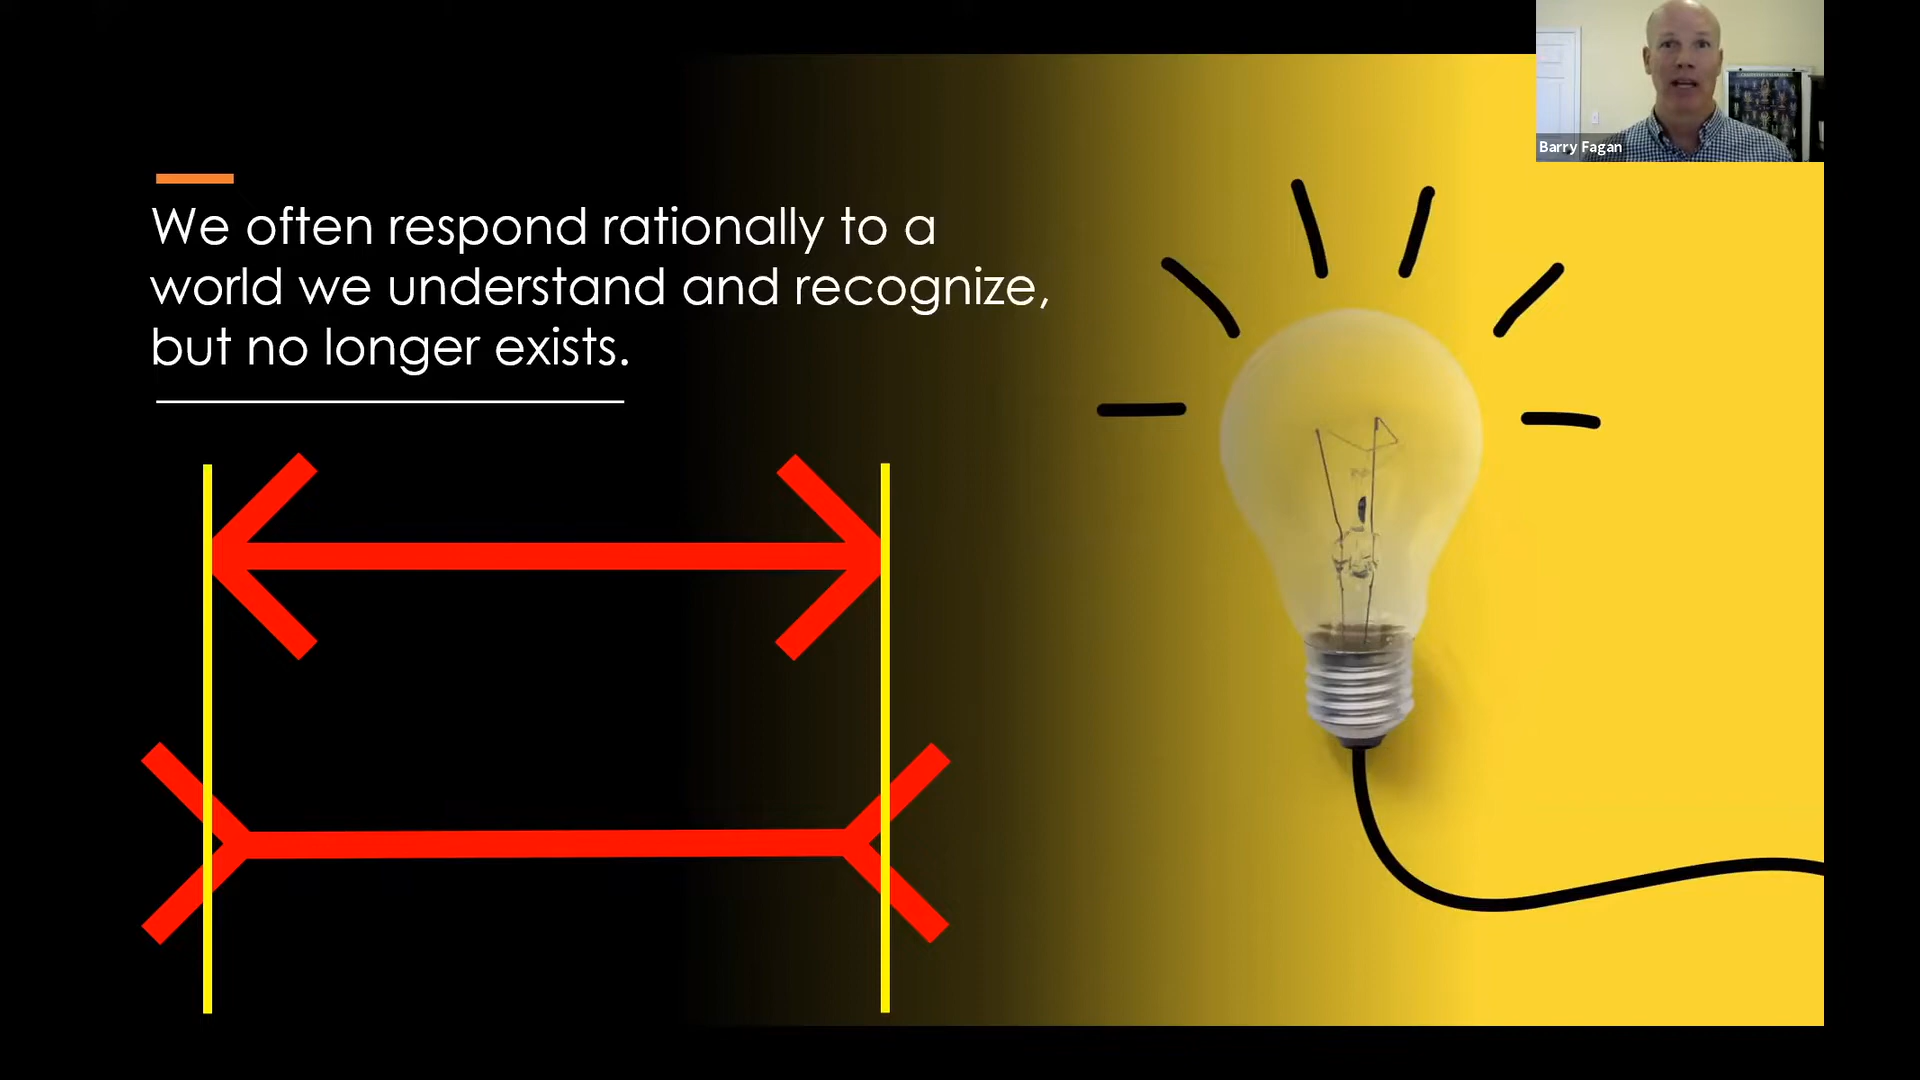 We often respond rationally to a
world we understand and recognize,
but no longer exists.
Barry Fagan